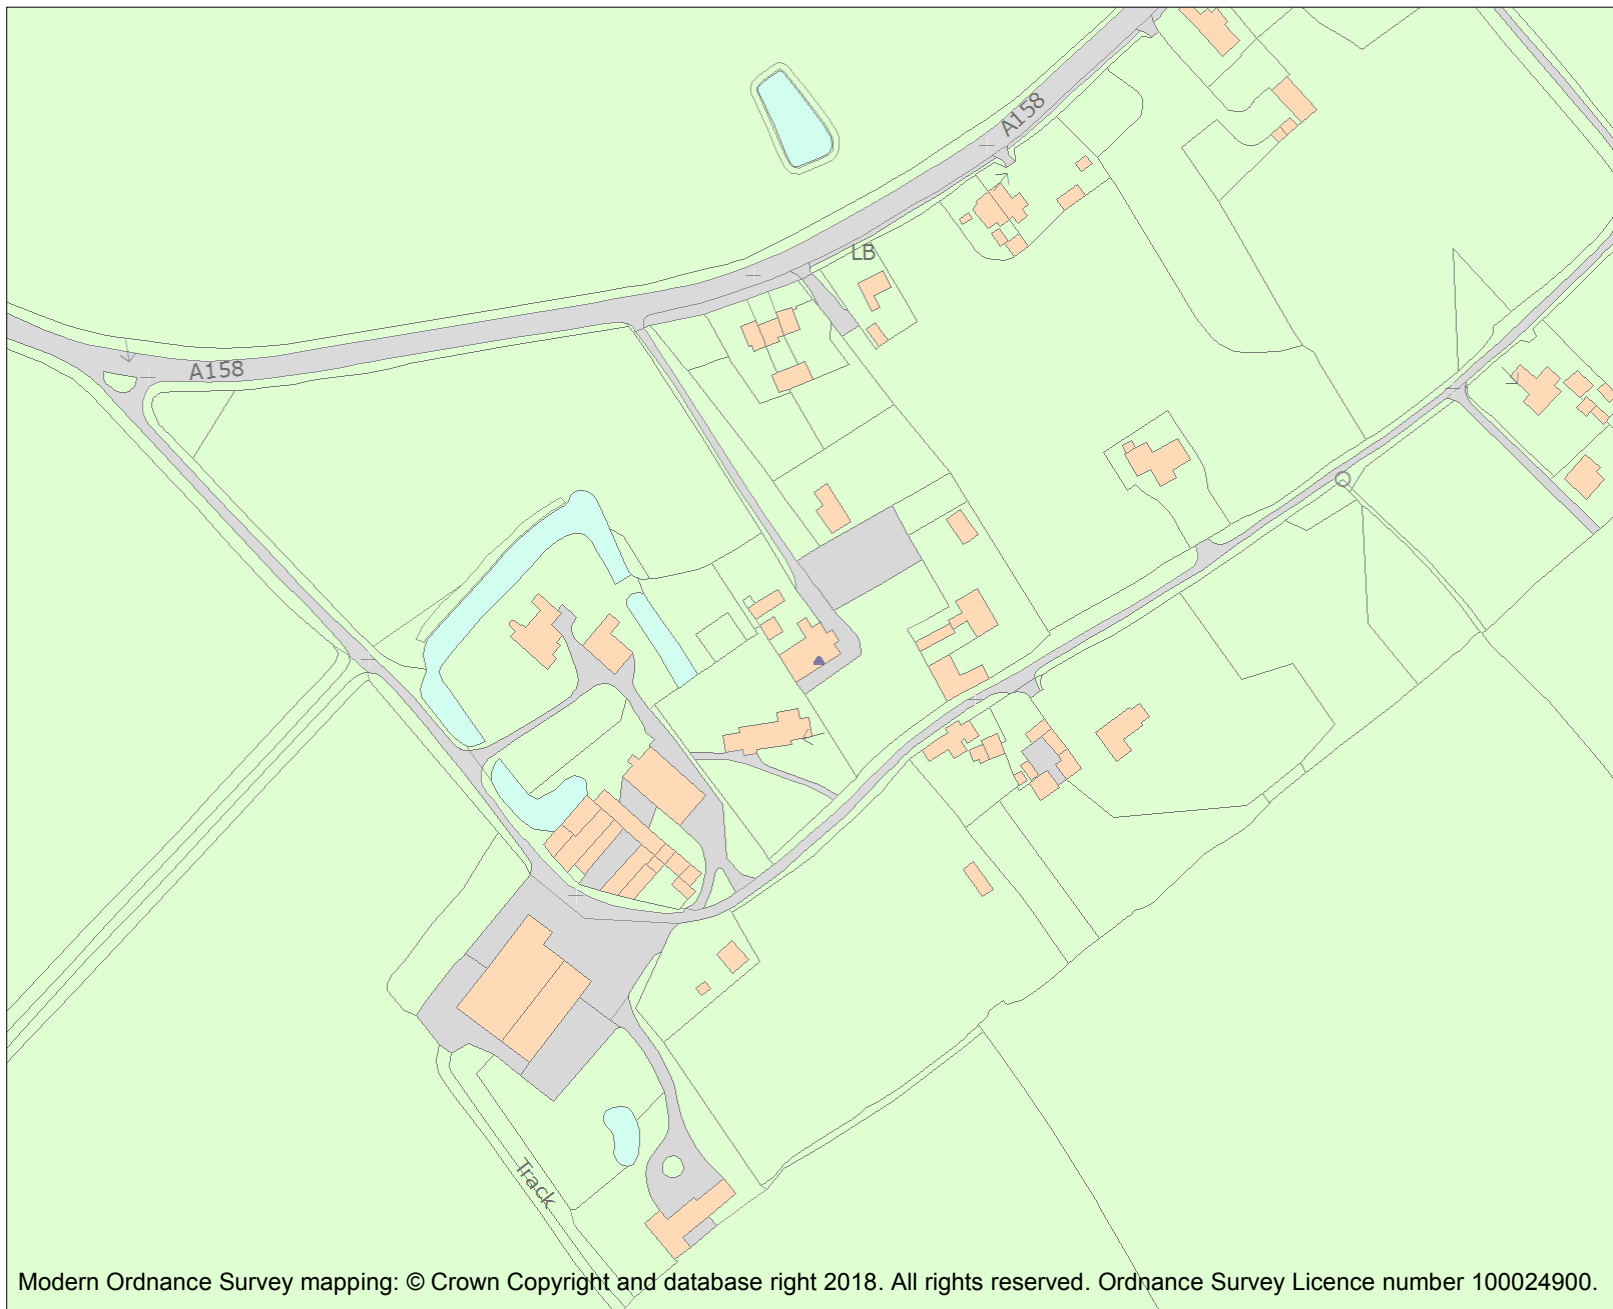 A158
LB
A158
Track
Modern Ordnance Survey mapping: © Crown Copyright and database right 2018. All rights reserved. Ordnance Survey Licence number 100024900.